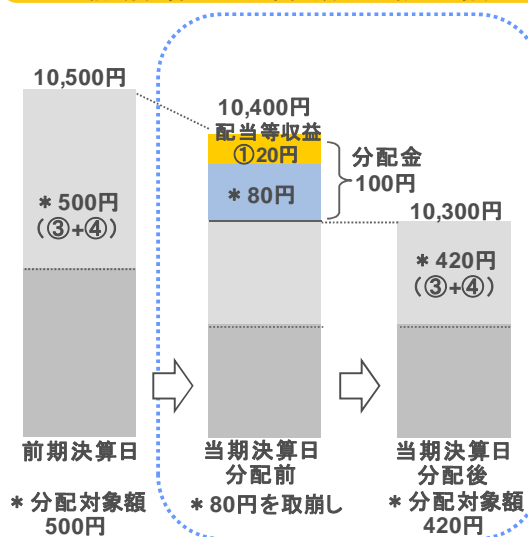 10,500円
10,400円
配当等収益
①20円
分配金
100円
＊80円
＊500円
（③+④）
10,300円
＊420円
（③+④）
前期決算日
当期決算日
分配前
当期決算日
分配後
＊分配対象額
500円
＊80円を取崩し
＊分配対象額
420円